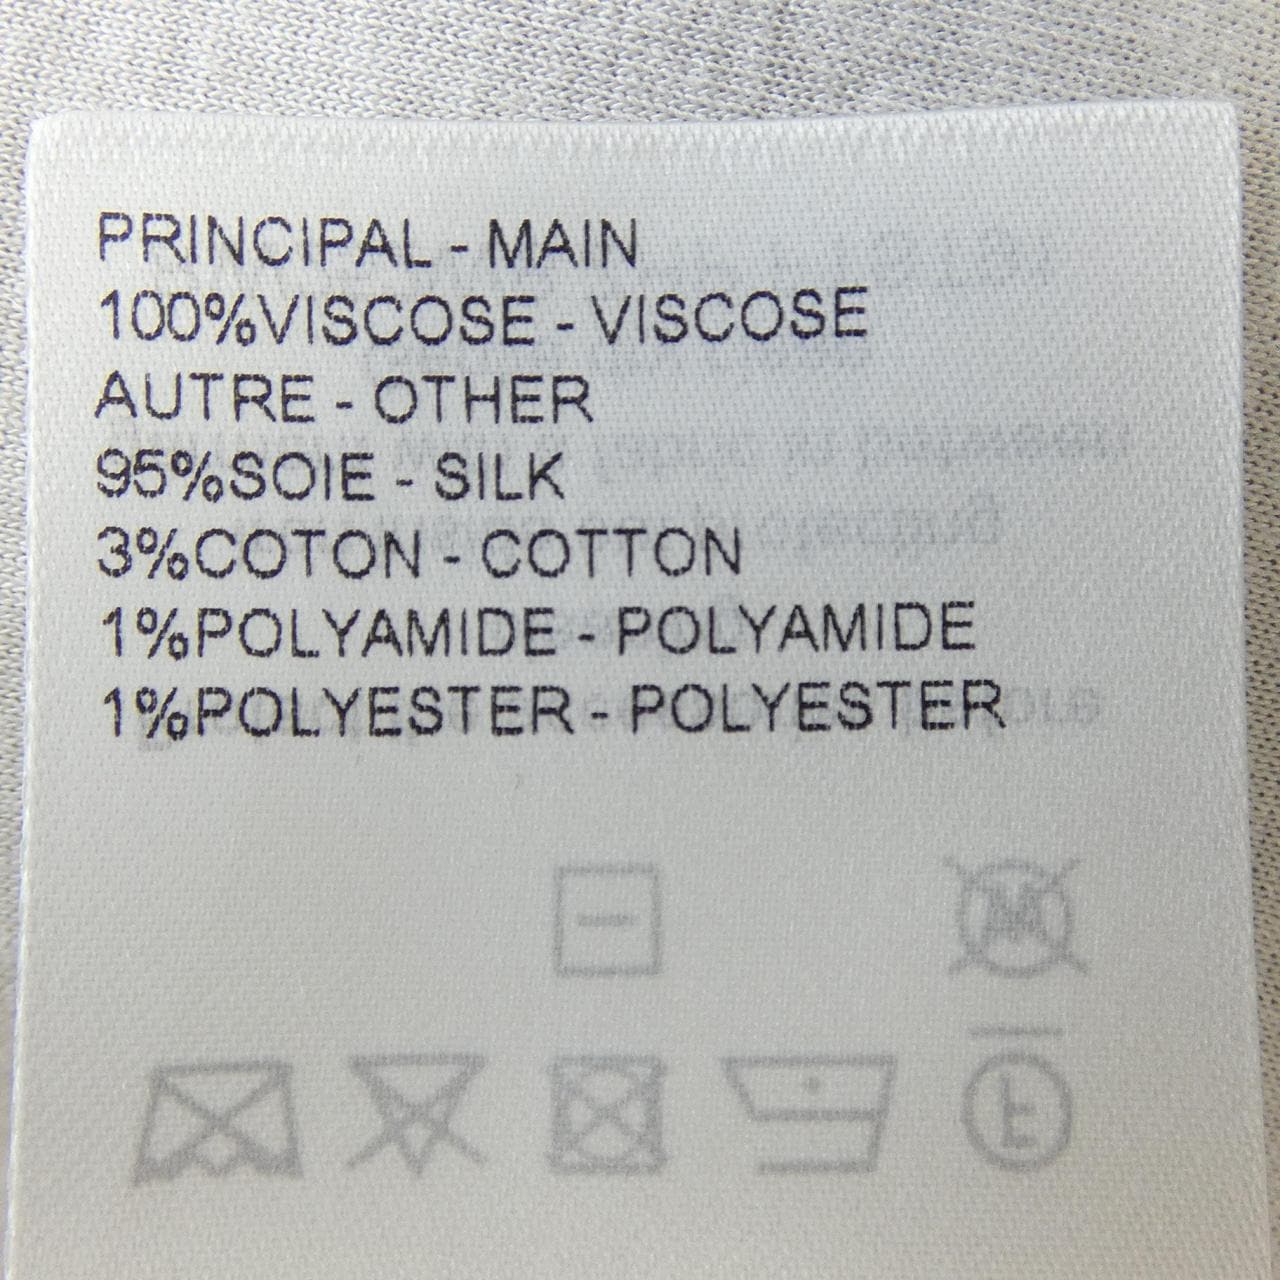 PRINCIPAL - MAIN
100%VISCOSE - VISCOSE
AUTRE - OTHER
95%SOIE - SILK
3%COTON - COTTON
1%POLYAMIDE - POLYAMIDE
1%POLYESTER - POLYESTER